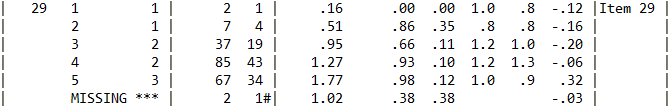 | 29 1 1 | 2 1| .16 .00 .00 1.0 .8 -.12 |Item 29 |
| 2 1 | 7 4 | .51 .86 .35 .8 .8 -.16 | |
| 3 2 | 37 19 | .95 .66 .11 1.2 1.0 -.20 | |
| 4 2 | 85 43 | 1.27 .93 .10 1.2 1.3 -.06 | |
| 5 3 | 67 34 | 1.77 .98 .12 1.0 .9 .32 | |
| MISSING *** | 2 1#| 1.02 .38 .38 -.03 | |